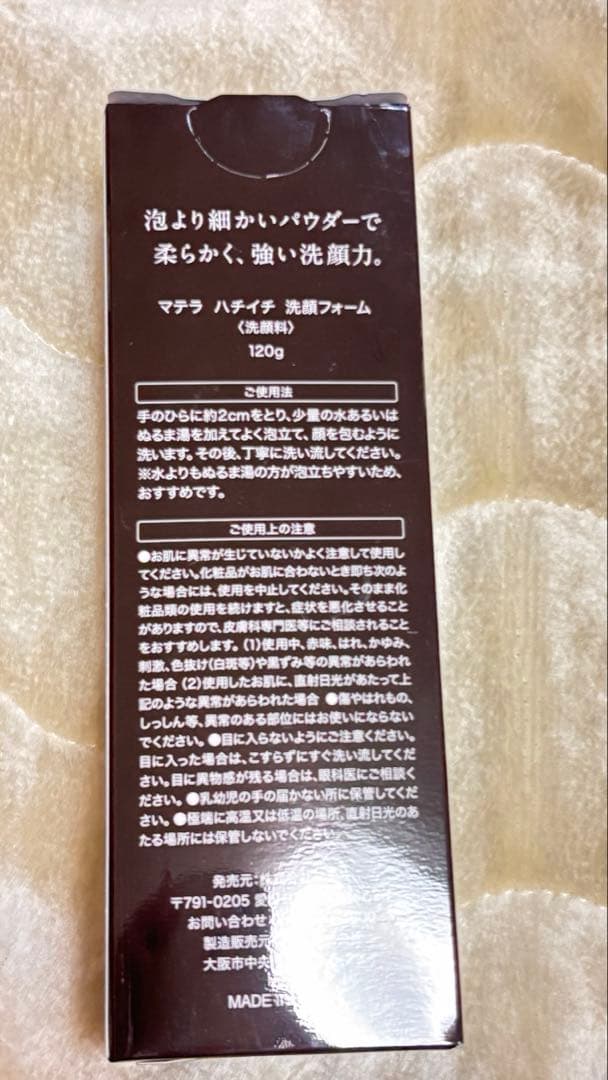 泡より細かいパウダーで
柔らかく、強い洗顔力。
マテラ ハチイチ 洗顔フォーム
〈洗顔料〉
120g
ご使用法
手のひらに約2cmをとり、少量の水あるいは
ぬるま湯を加えてよく泡立て、顔を包むように
洗います。その後、丁寧に洗い流してください。
※水よりもぬるま湯の方が泡立ちやすいため、
おすすめです。
ご使用上の注意
●お肌に異常が生じていないかよく注意して使用し
てください。化粧品がお肌に合わないとき即ち次のよ
うな場合には、使用を中止してください。そのまま化
粧品類の使用を続けますと、症状を悪化させること
がありますので、皮膚科専門医等にご相談されること
をおすすめします。(1)使用中、赤味、はれ、かゆみ、
刺激、色抜け(白斑等)や黒ずみ等の異常があらわれ
た場合 (2)使用したお肌に、直射日光があたって上
記のような異常があらわれた場合 ●傷やはれもの、
しっしん等、異常のある部位にはお使いにならない
でください。●目に入らないようにご注意ください。
目に入った場合は、こすらずにすぐ洗い流してくだ
さい。目に異物感が残る場合は、眼科医にご相談く
ださい。●乳幼児の手の届かない所に保管してくだ
さい。●極端に高温又は低温の場所、直射日光のあ
たる場所には保管しないでください
発売元:株
〒791-0205 愛
お問い合わせ
製造販売元
大阪市中央
MADE